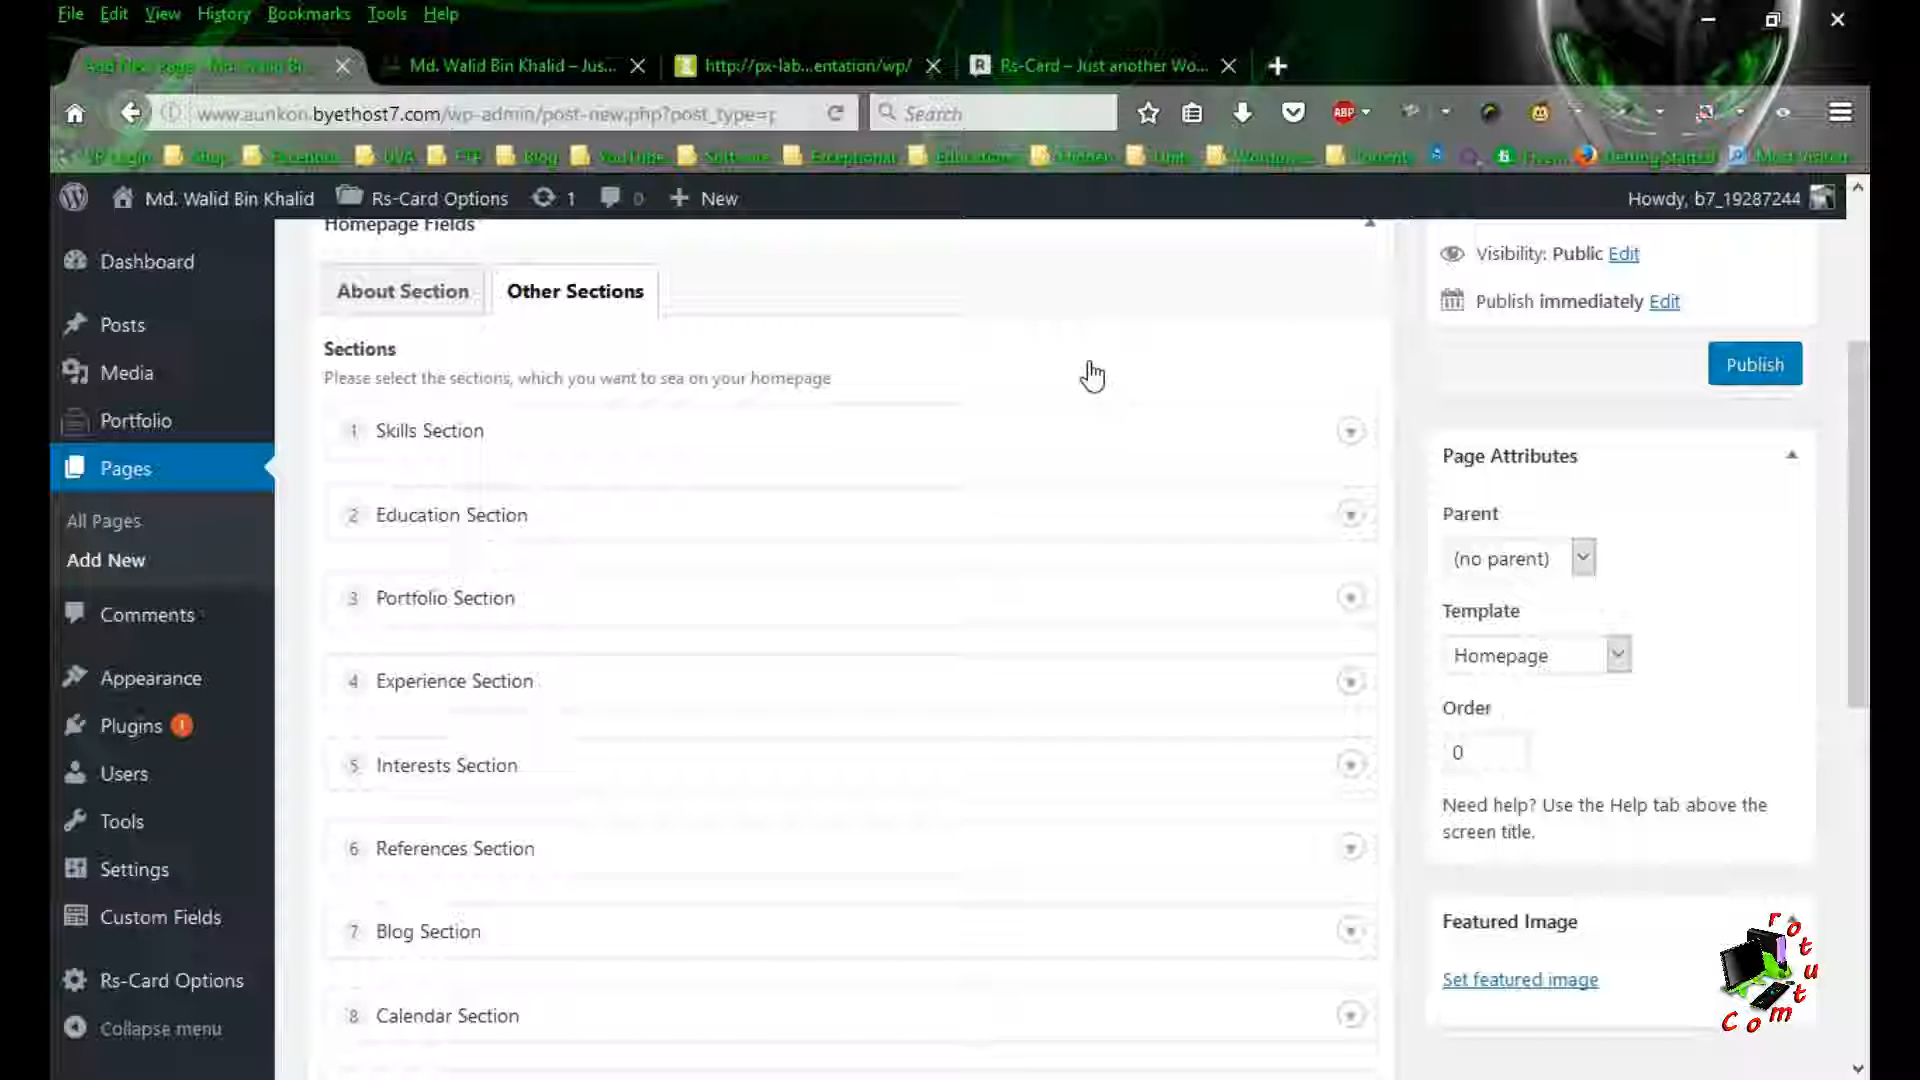 File Edit View History Bookmarks Tools Help
Md. Walid Bin Khalid – Jus...
http://px-lab...entation/wp/
Rs-Card – Just another Wo...
www.aunkon.byethost7.com/wp-admin/post-new.php?post_type=p
Search
ABP
Md. Walid Bin Khalid
Rs-Card Options
1
0
New
Howdy, b7_19287244
Dashboard
Posts
Media
Portfolio
Pages
All Pages
Add New
Comments
Appearance
Plugins 1
Users
Tools
Settings
Custom Fields
Rs-Card Options
Collapse menu
Homepage Fields
About Section
Other Sections
Sections
Please select the sections, which you want to sea on your homepage
1 Skills Section
2 Education Section
3 Portfolio Section
4 Experience Section
5 Interests Section
6 References Section
7 Blog Section
8 Calendar Section
Visibility: Public Edit
Publish immediately Edit
Publish
Page Attributes
Parent
(no parent)
Template
Homepage
Order
0
Need help? Use the Help tab above the
screen title.
Featured Image
Set featured image
Comtutor